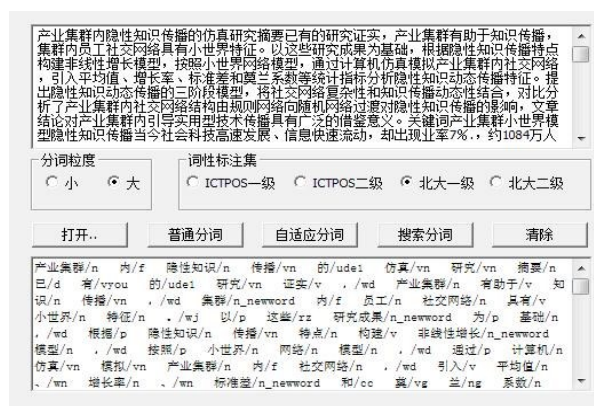 产业集群内隐性知识传播的仿真研究摘要已有的研究证实，产业集群有助于知识传播，
集群内员工社交网络具有小世界特征。以这些研究成果为基础，根据隐性知识传播特点
构建非线性增长模型，按照小世界网络模型，通过计算机仿真模拟产业集群内社交网络
，引入平均值、增长率、标准差和莫兰系数等统计指标分析隐性知识动态传播特征。提
出隐性知识动态传播的三阶段模型，将社交网络复杂性和知识传播动态性结合，对比分
析了产业集群内社交网络结构由规则网络向随机网络过渡对隐性知识传播的影响，文章
结论对产业集群内引导实用型技术传播具有广泛的借鉴意义。关键词产业集群小世界模
型隐性知识传播当今社会科技高速发展、信息快速流动，却出现业率7%.，约1084万人
分词粒度 词性标注集
小 大 ICTPOS一级 ICTPOS二级 北大一级 北大二级
打开.. 普通分词 自适应分词 搜索分词 清除
产业集群/n 内/f 隐性知识/n 传播/vn 的/ude1 仿真/vn 研究/vn 摘要/n
已/d 有/vyou 的/ude1 研究/vn 证实/v ，/wd 产业集群/n 有助于/v 知
识/n 传播/vn ，/wd 集群/n_newword 内/f 员工/n 社交网络/n 具有/v
小世界/n 特征/n 。/wj 以/p 这些/rz 研究成果/n_newword 为/p 基础/n
，/wd 根据/p 隐性知识/n 传播/vn 特点/n 构建/v 非线性增长/n_newword
模型/n ，/wd 按照/p 小世界/n 网络/n 模型/n ，/wd 通过/p 计算机/n
仿真/vn 模拟/vn 产业集群/n 内/f 社交网络/n ，/wd 引入/v 平均值/n
、/wn 增长率/n 、/wn 标准差/n_newword 和/cc 莫/vg 兰/ng 系数/n